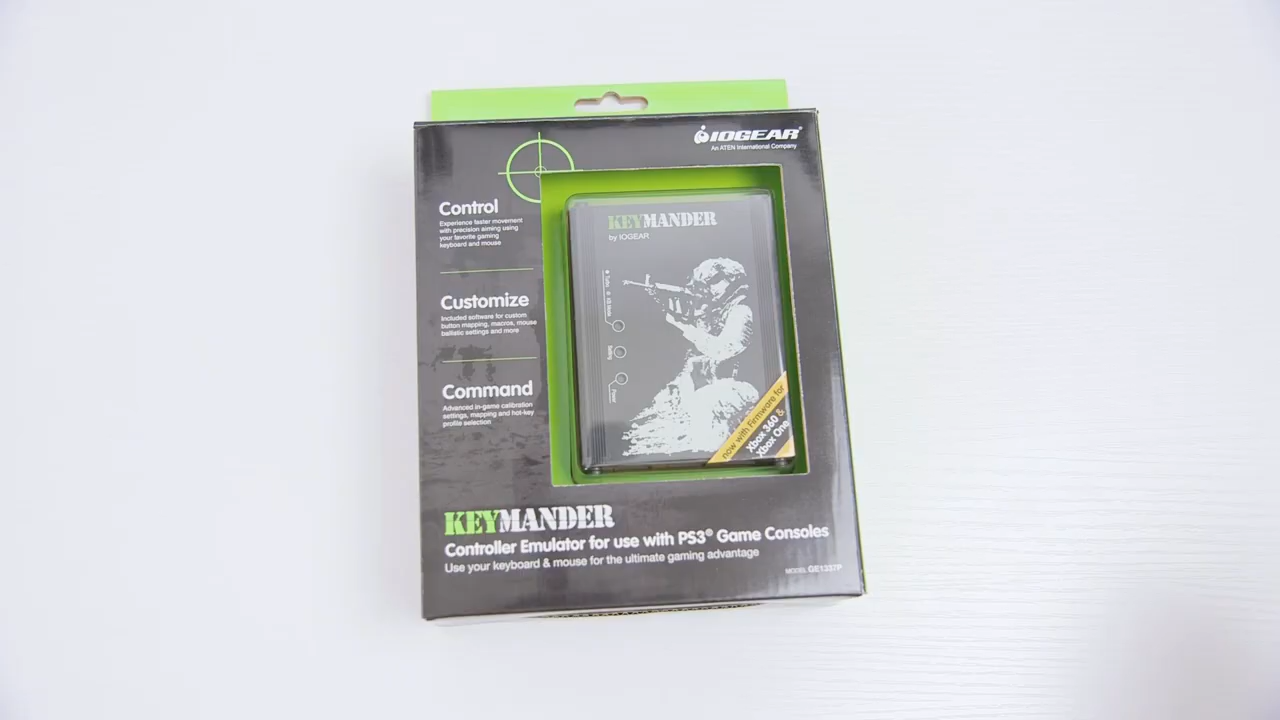 IOGEAR®
An ATEN International Company
Control
Experience faster movement
with precision aiming using
your favorite gaming
keyboard and mouse
Customize
Included software for custom
button mapping, macros, mouse
ballistic settings and more
Command
Advanced in-game calibration
settings, mapping and hot-key
profile selection
KEYMANDER
by IOGEAR
Turbo
KB Mode
Setting
Power
now with Firmware for
Xbox 360 &
Xbox One
KEYMANDER
Controller Emulator for use with PS3® Game Consoles
Use your keyboard & mouse for the ultimate gaming advantage
MODEL GE1337P